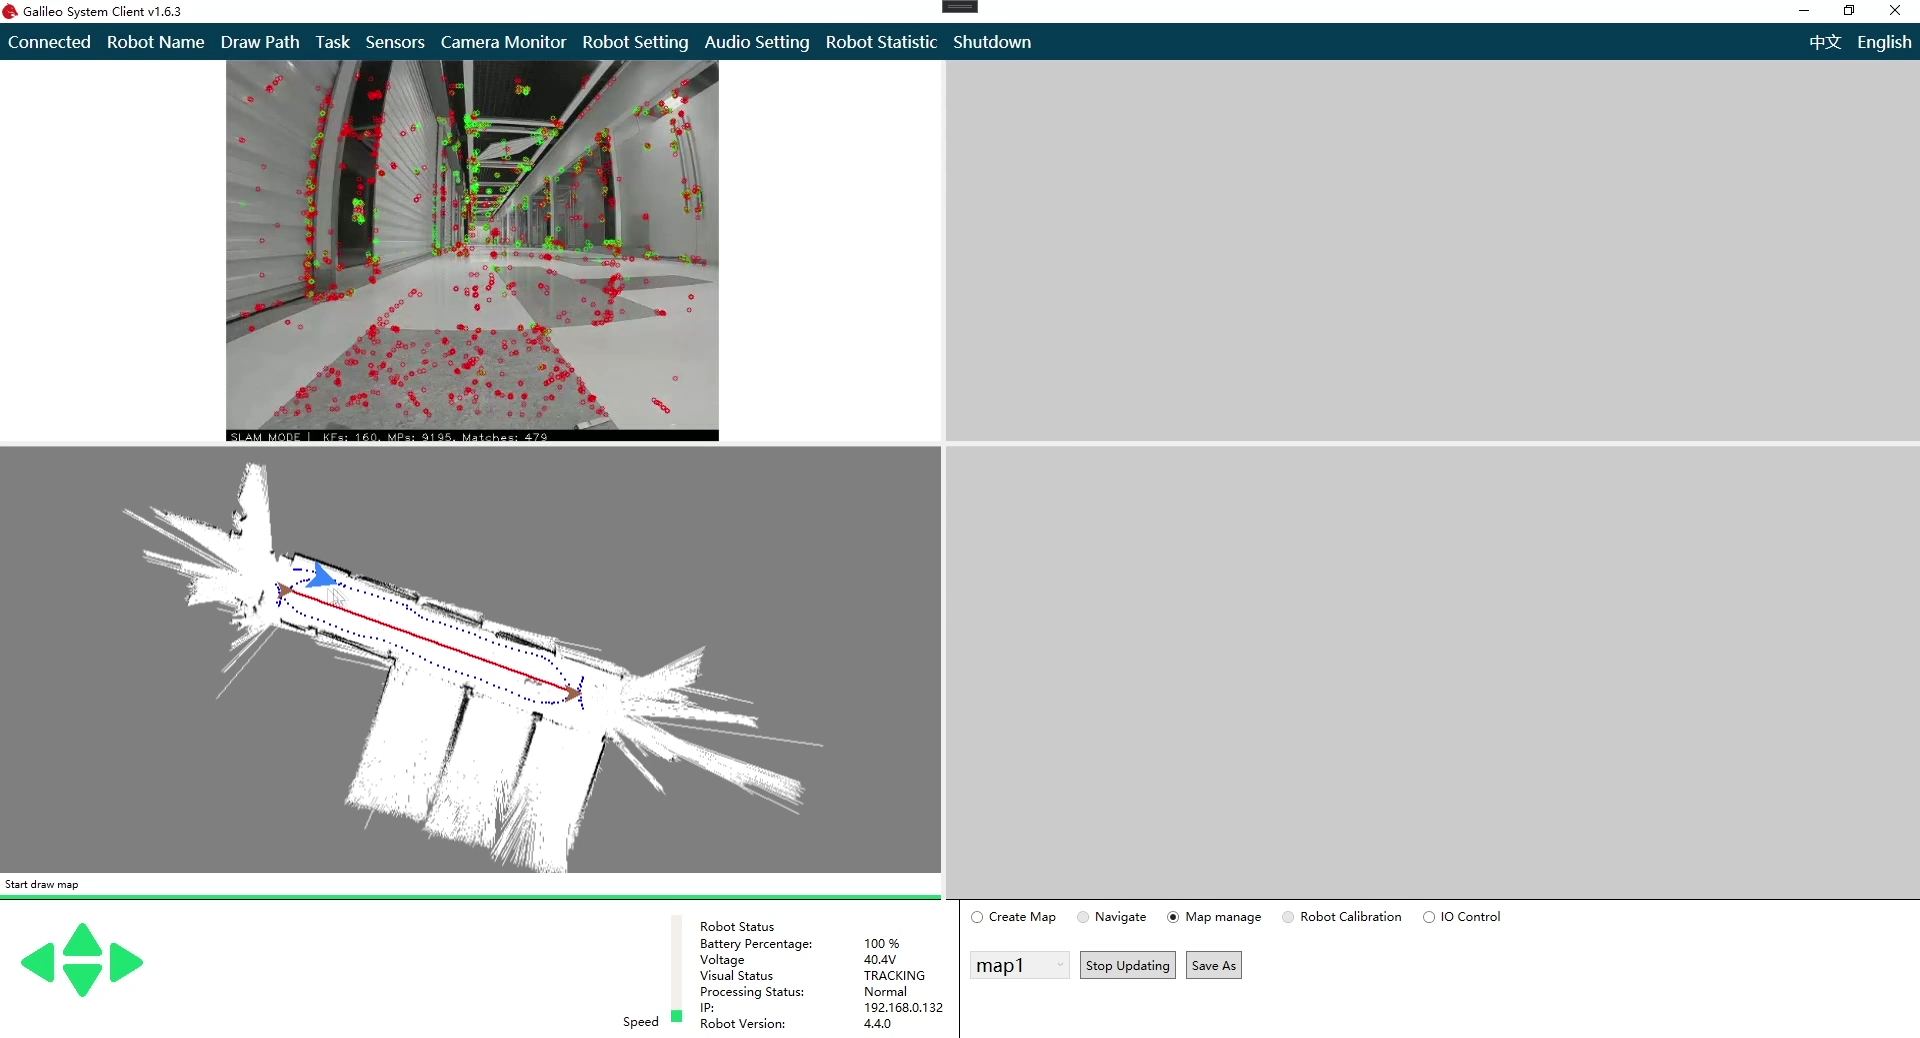 Galileo System Client v1.6.3
Connected Robot Name Draw Path Task Sensors Camera Monitor Robot Setting Audio Setting Robot Statistic Shutdown 中文 English
SLAM MODE | KFs: 160, MPs: 9195, Matches: 479
Start draw map
Create Map Navigate Map manage Robot Calibration IO Control
map1 Stop Updating Save As
Robot Status
Battery Percentage: 100 %
Voltage 40.4V
Visual Status TRACKING
Processing Status: Normal
IP: 192.168.0.132
Speed
Robot Version: 4.4.0